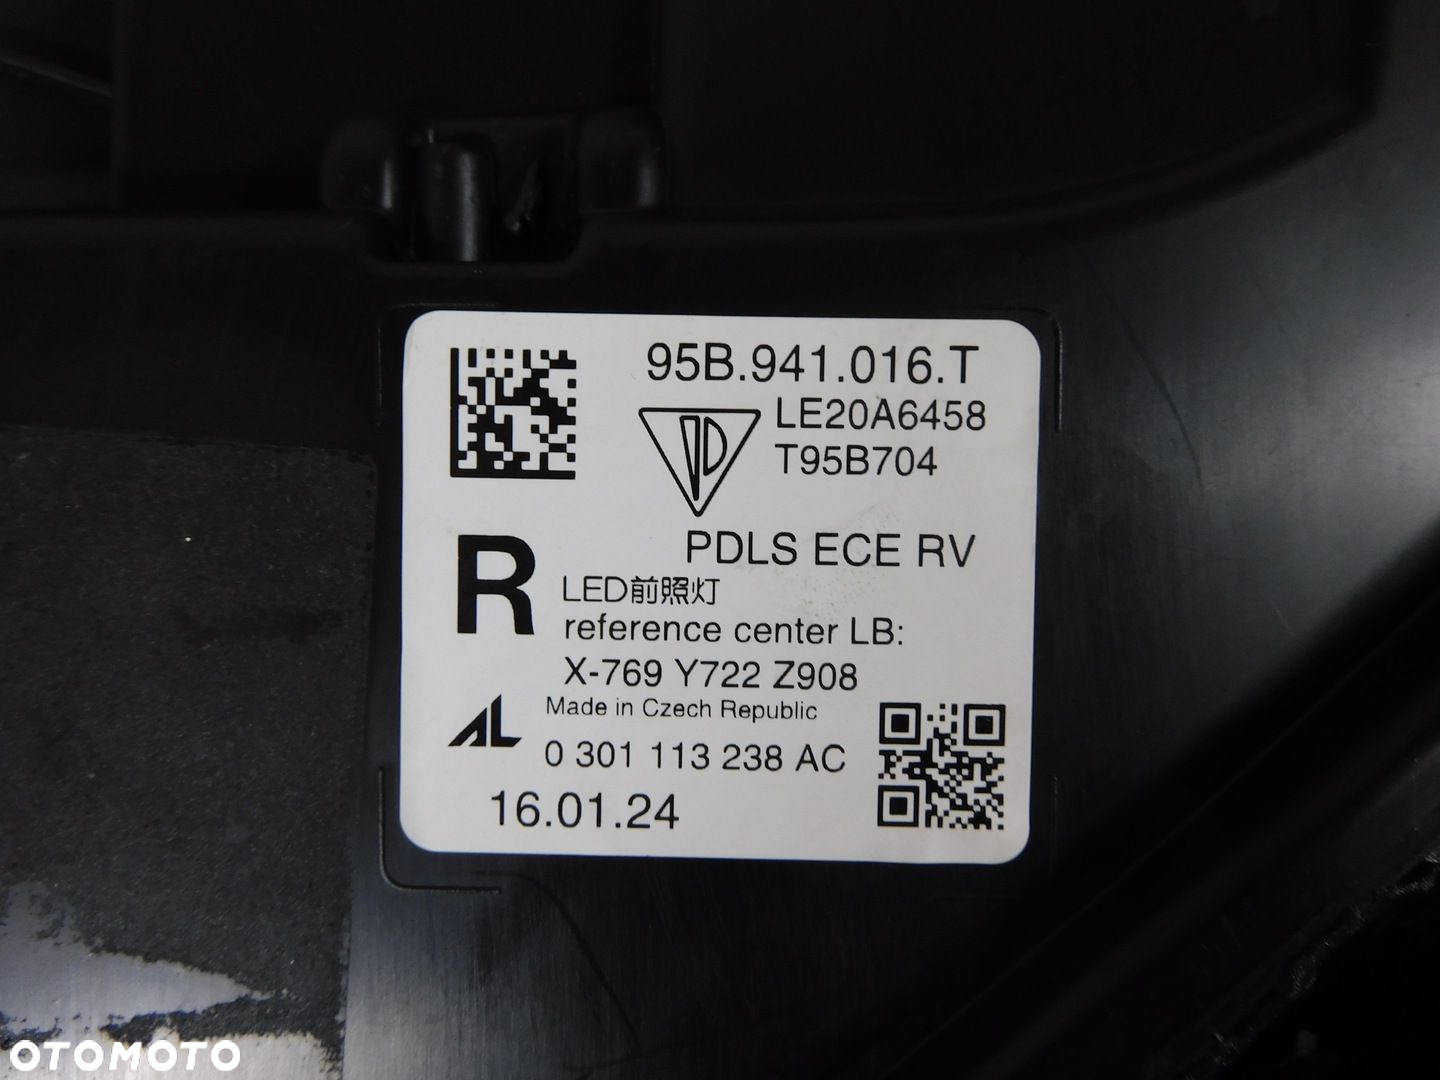 95B.941.016.T
LE20A6458
T95B704
PDLS ECE RV
R
LED前照灯
reference center LB:
X-769 Y722 Z908
Made in Czech Republic
AL
0 301 113 238 AC
16.01.24
OTOMOTO